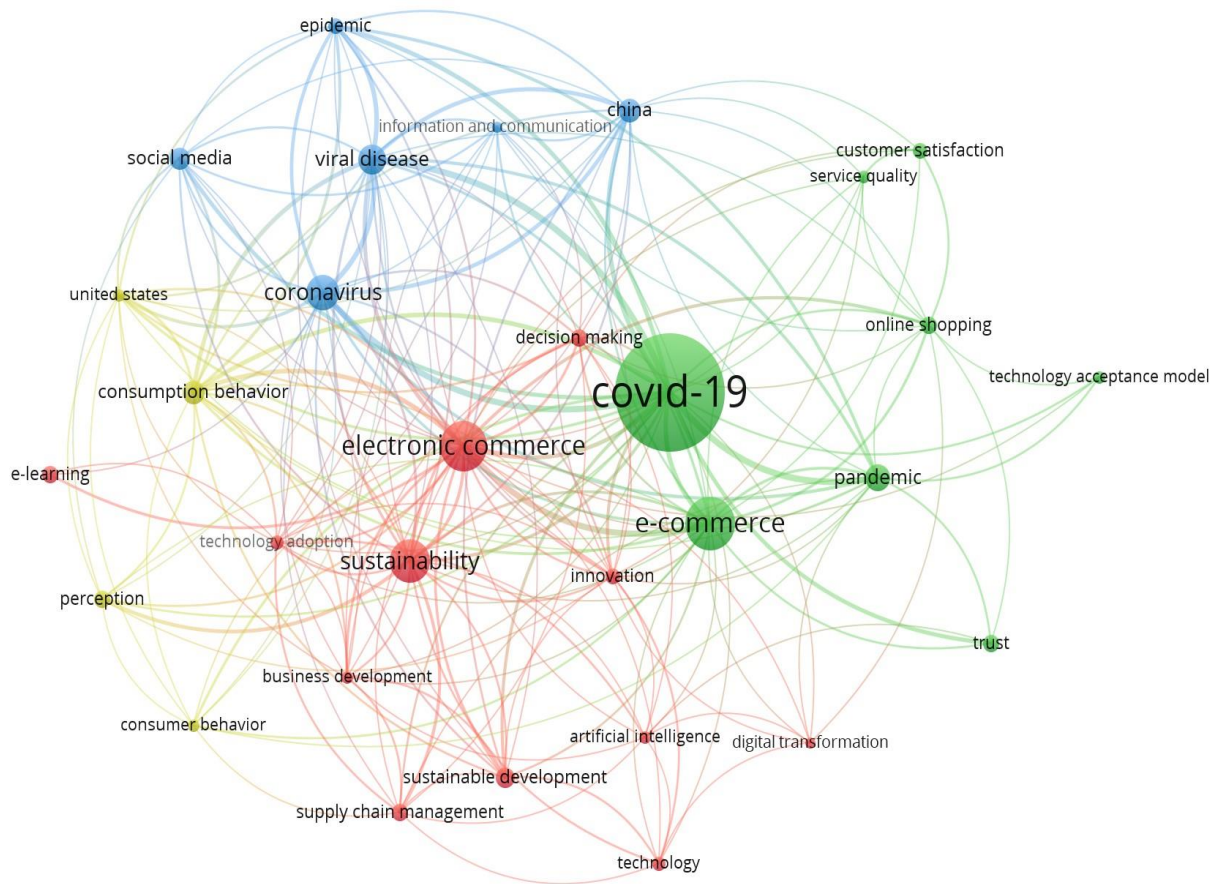 epidemic
china
information and communication
customer satisfaction
social media
viral disease
service quality
united states
coronavirus
online shopping
decision making
technology acceptance model
consumption behavior
covıd-19
electronic commerce
e-learning
pandemic
e-commerce
technology adoption
sustainability
innovation
perception
trust
business development
consumer behavior
artificial intelligence
digital transformation
sustainable development
supply chain management
technology